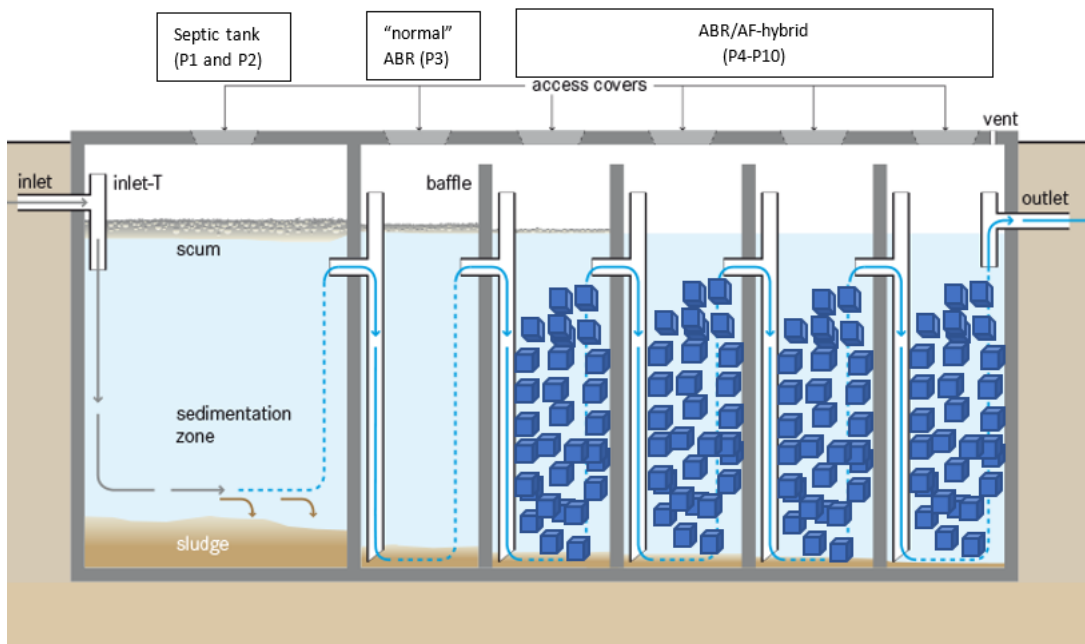 Septic tank
(P1 and P2)
“normal”
ABR (P3)
ABR/AF-hybrid
(P4-P10)
access covers
vent
inlet
inlet-T
baffle
outlet
scum
sedimentation
zone
sludge